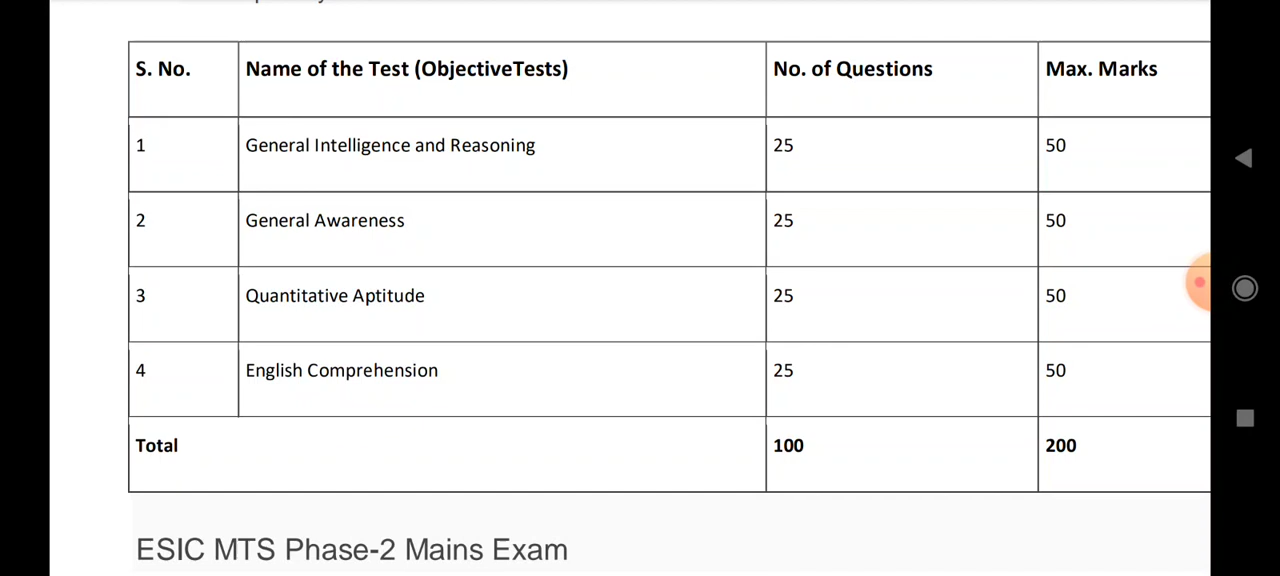 S. No. Name of the Test (ObjectiveTests) No. of Questions Max. Marks
1 General Intelligence and Reasoning 25 50
2 General Awareness 25 50
3 Quantitative Aptitude 25 50
4 English Comprehension 25 50
Total 100 200
ESIC MTS Phase-2 Mains Exam